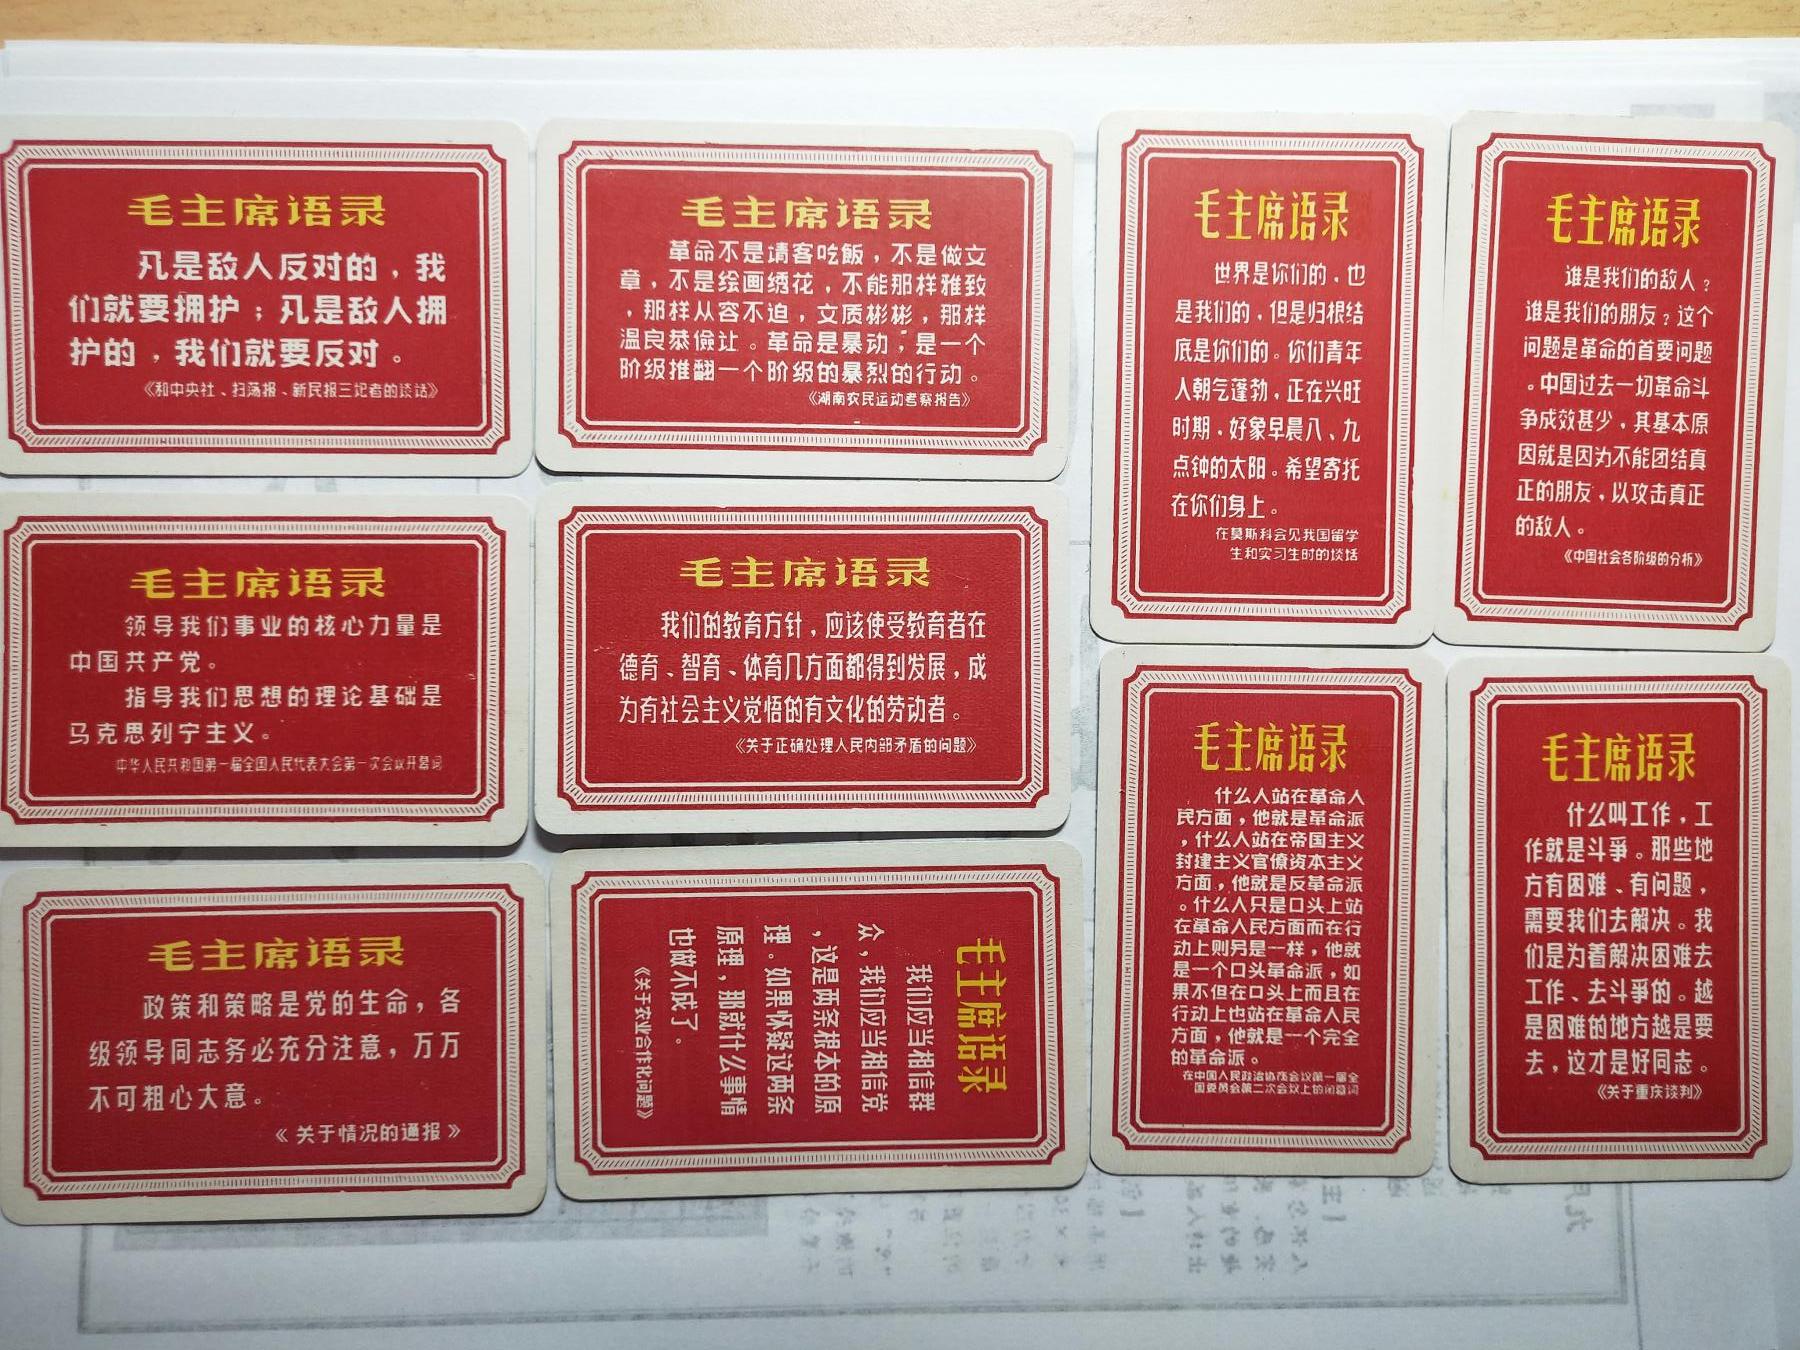 毛主席语录
凡是敌人反对的，我
们就要拥护；凡是敌人拥
护的，我们就要反对。
《和中央社、扫荡报、新民报三记者的谈话》
毛主席语录
革命不是请客吃飯，不是做文
章，不是绘画绣花，不能那样雅致
，那样从容不迫，文质彬彬，那样
温良恭儉让。革命是暴动，是一个
阶级推翻一个阶级的暴烈的行动。
《湖南农民运动考察报告》
毛主席语录
世界是你们的，也
是我们的，但是归根结
底是你们的。你们青年
人朝气蓬勃，正在兴旺
时期，好象早晨八、九
点钟的太阳。希望寄托
在你们身上。
在莫斯科会见我国留学
生和实习生时的谈话
毛主席语录
谁是我们的敌人？
谁是我们的朋友？这个
问题是革命的首要问题
。中国过去一切革命斗
争成效甚少，其基本原
因就是因为不能团结真
正的朋友，以攻击真正
的敌人。
《中国社会各阶级的分析》
毛主席语录
领导我们事业的核心力量是
中国共产党。
指导我们思想的理论基础是
马克思列宁主义。
中华人民共和国第一届全国人民代表大会第一次会议开幕词
毛主席语录
我们的教育方针，应该使受教育者在
德育、智育、体育几方面都得到发展，成
为有社会主义觉悟的有文化的劳动者。
《关于正确处理人民内部矛盾的问题》
毛主席语录
什么人站在革命人
民方面，他就是革命派
，什么人站在帝国主义
封建主义官僚资本主义
方面，他就是反革命派
。什么人只是口头上站
在革命人民方面而在行
动上则另是一样，他就
是一个口头革命派，如
果不但在口头上而且在
行动上也站在革命人民
方面，他就是一个完全
的革命派。
在中国人民政治协商会议第一届全
国委员会第二次会议上的闭幕词
毛主席语录
什么叫工作，工
作就是斗爭。那些地
方有困难、有问题，
需要我们去解决。我
们是为着解决困难去
工作、去斗爭的。越
是困难的地方越是要
去，这才是好同志。
《关于重庆谈判》
毛主席语录
政策和策略是党的生命，各
级领导同志务必充分注意，万万
不可粗心大意。
《关于情况的通报》
毛主席语录
我们应当相信群
众，我们应当相信党
，这是两条根本的原
理。如果怀疑这两条
原理，那就什么事情
也做不成了。
《关于农业合作化问题》